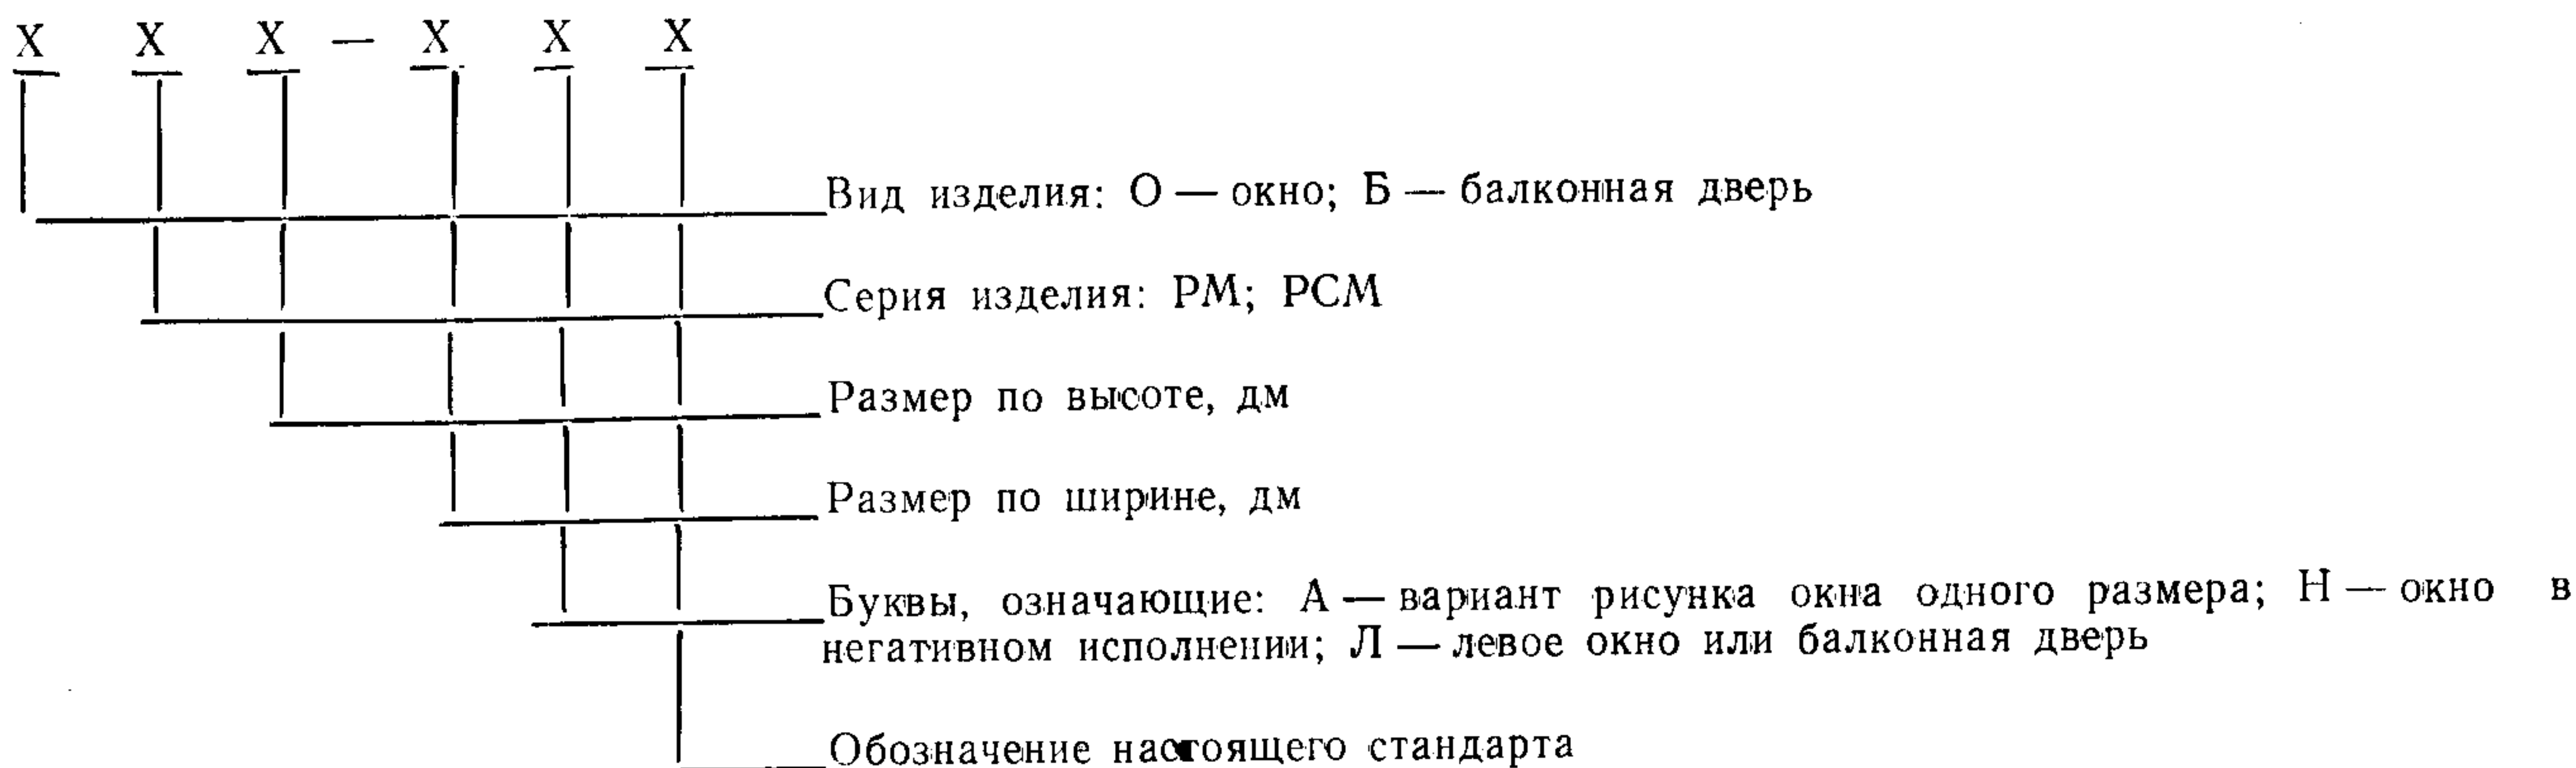 X X X — X X X
Вид изделия: О — окно; Б — балконная дверь
Серия изделия: РМ; РСМ
Размер по высоте, дм
Размер по ширине, дм
Буквы, означающие: А — вариант рисунка окна одного размера; Н — окно в
негативном исполнении; Л — левое окно или балконная дверь
Обозначение настоящего стандарта